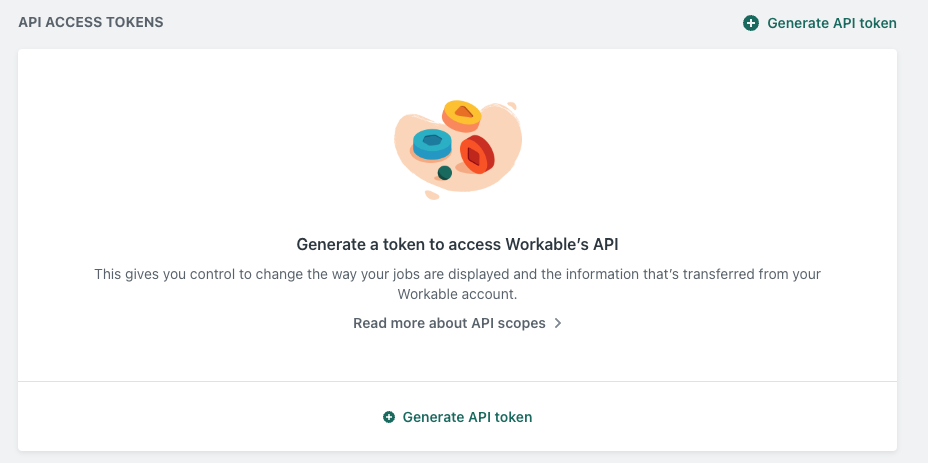 API ACCESS TOKENS
Generate API token
Generate a token to access Workable’s API
This gives you control to change the way your jobs are displayed and the information that’s transferred from your
Workable account.
Read more about API scopes
Generate API token